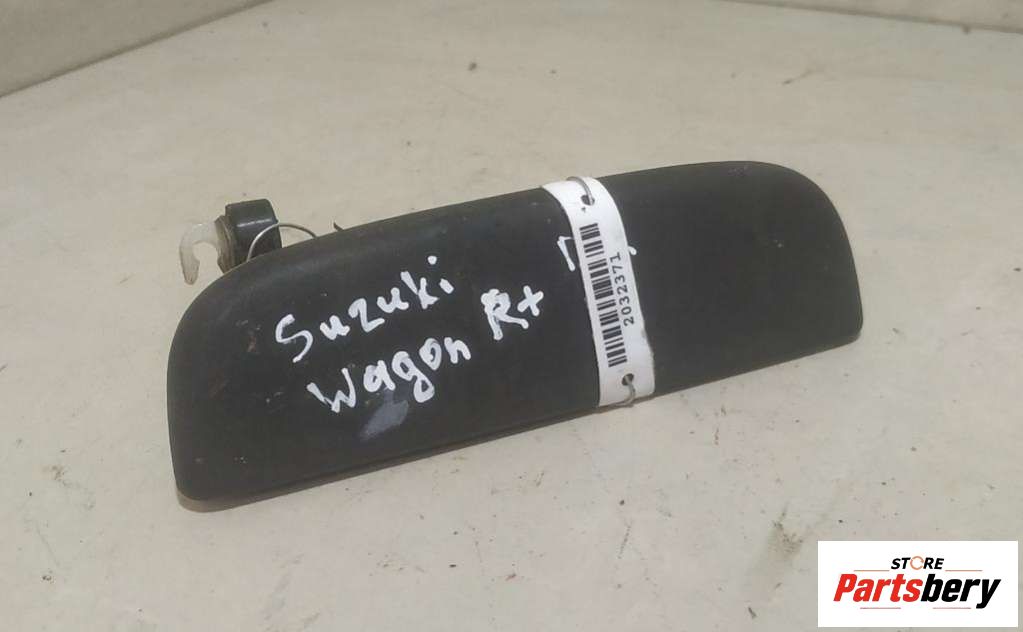 Suzuki
Wagon R+
2032371
STORE
Partsbery